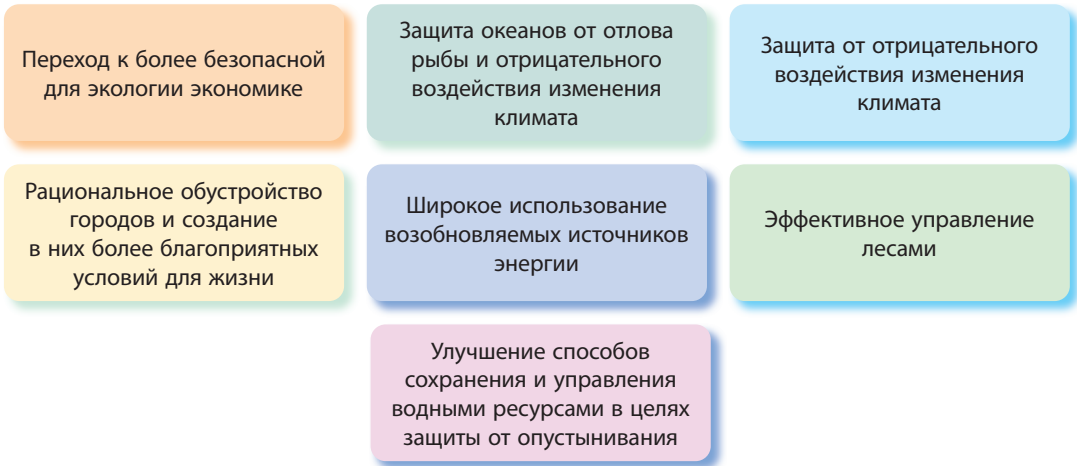 Переход к более безопасной
для экологии экономике
Защита океанов от отлова
рыбы и отрицательного
воздействия изменения
климата
Защита от отрицательного
воздействия изменения
климата
Рациональное обустройство
городов и создание
в них более благоприятных
условий для жизни
Широкое использование
возобновляемых источников
энергии
Эффективное управление
лесами
Улучшение способов
сохранения и управления
водными ресурсами в целях
защиты от опустынивания